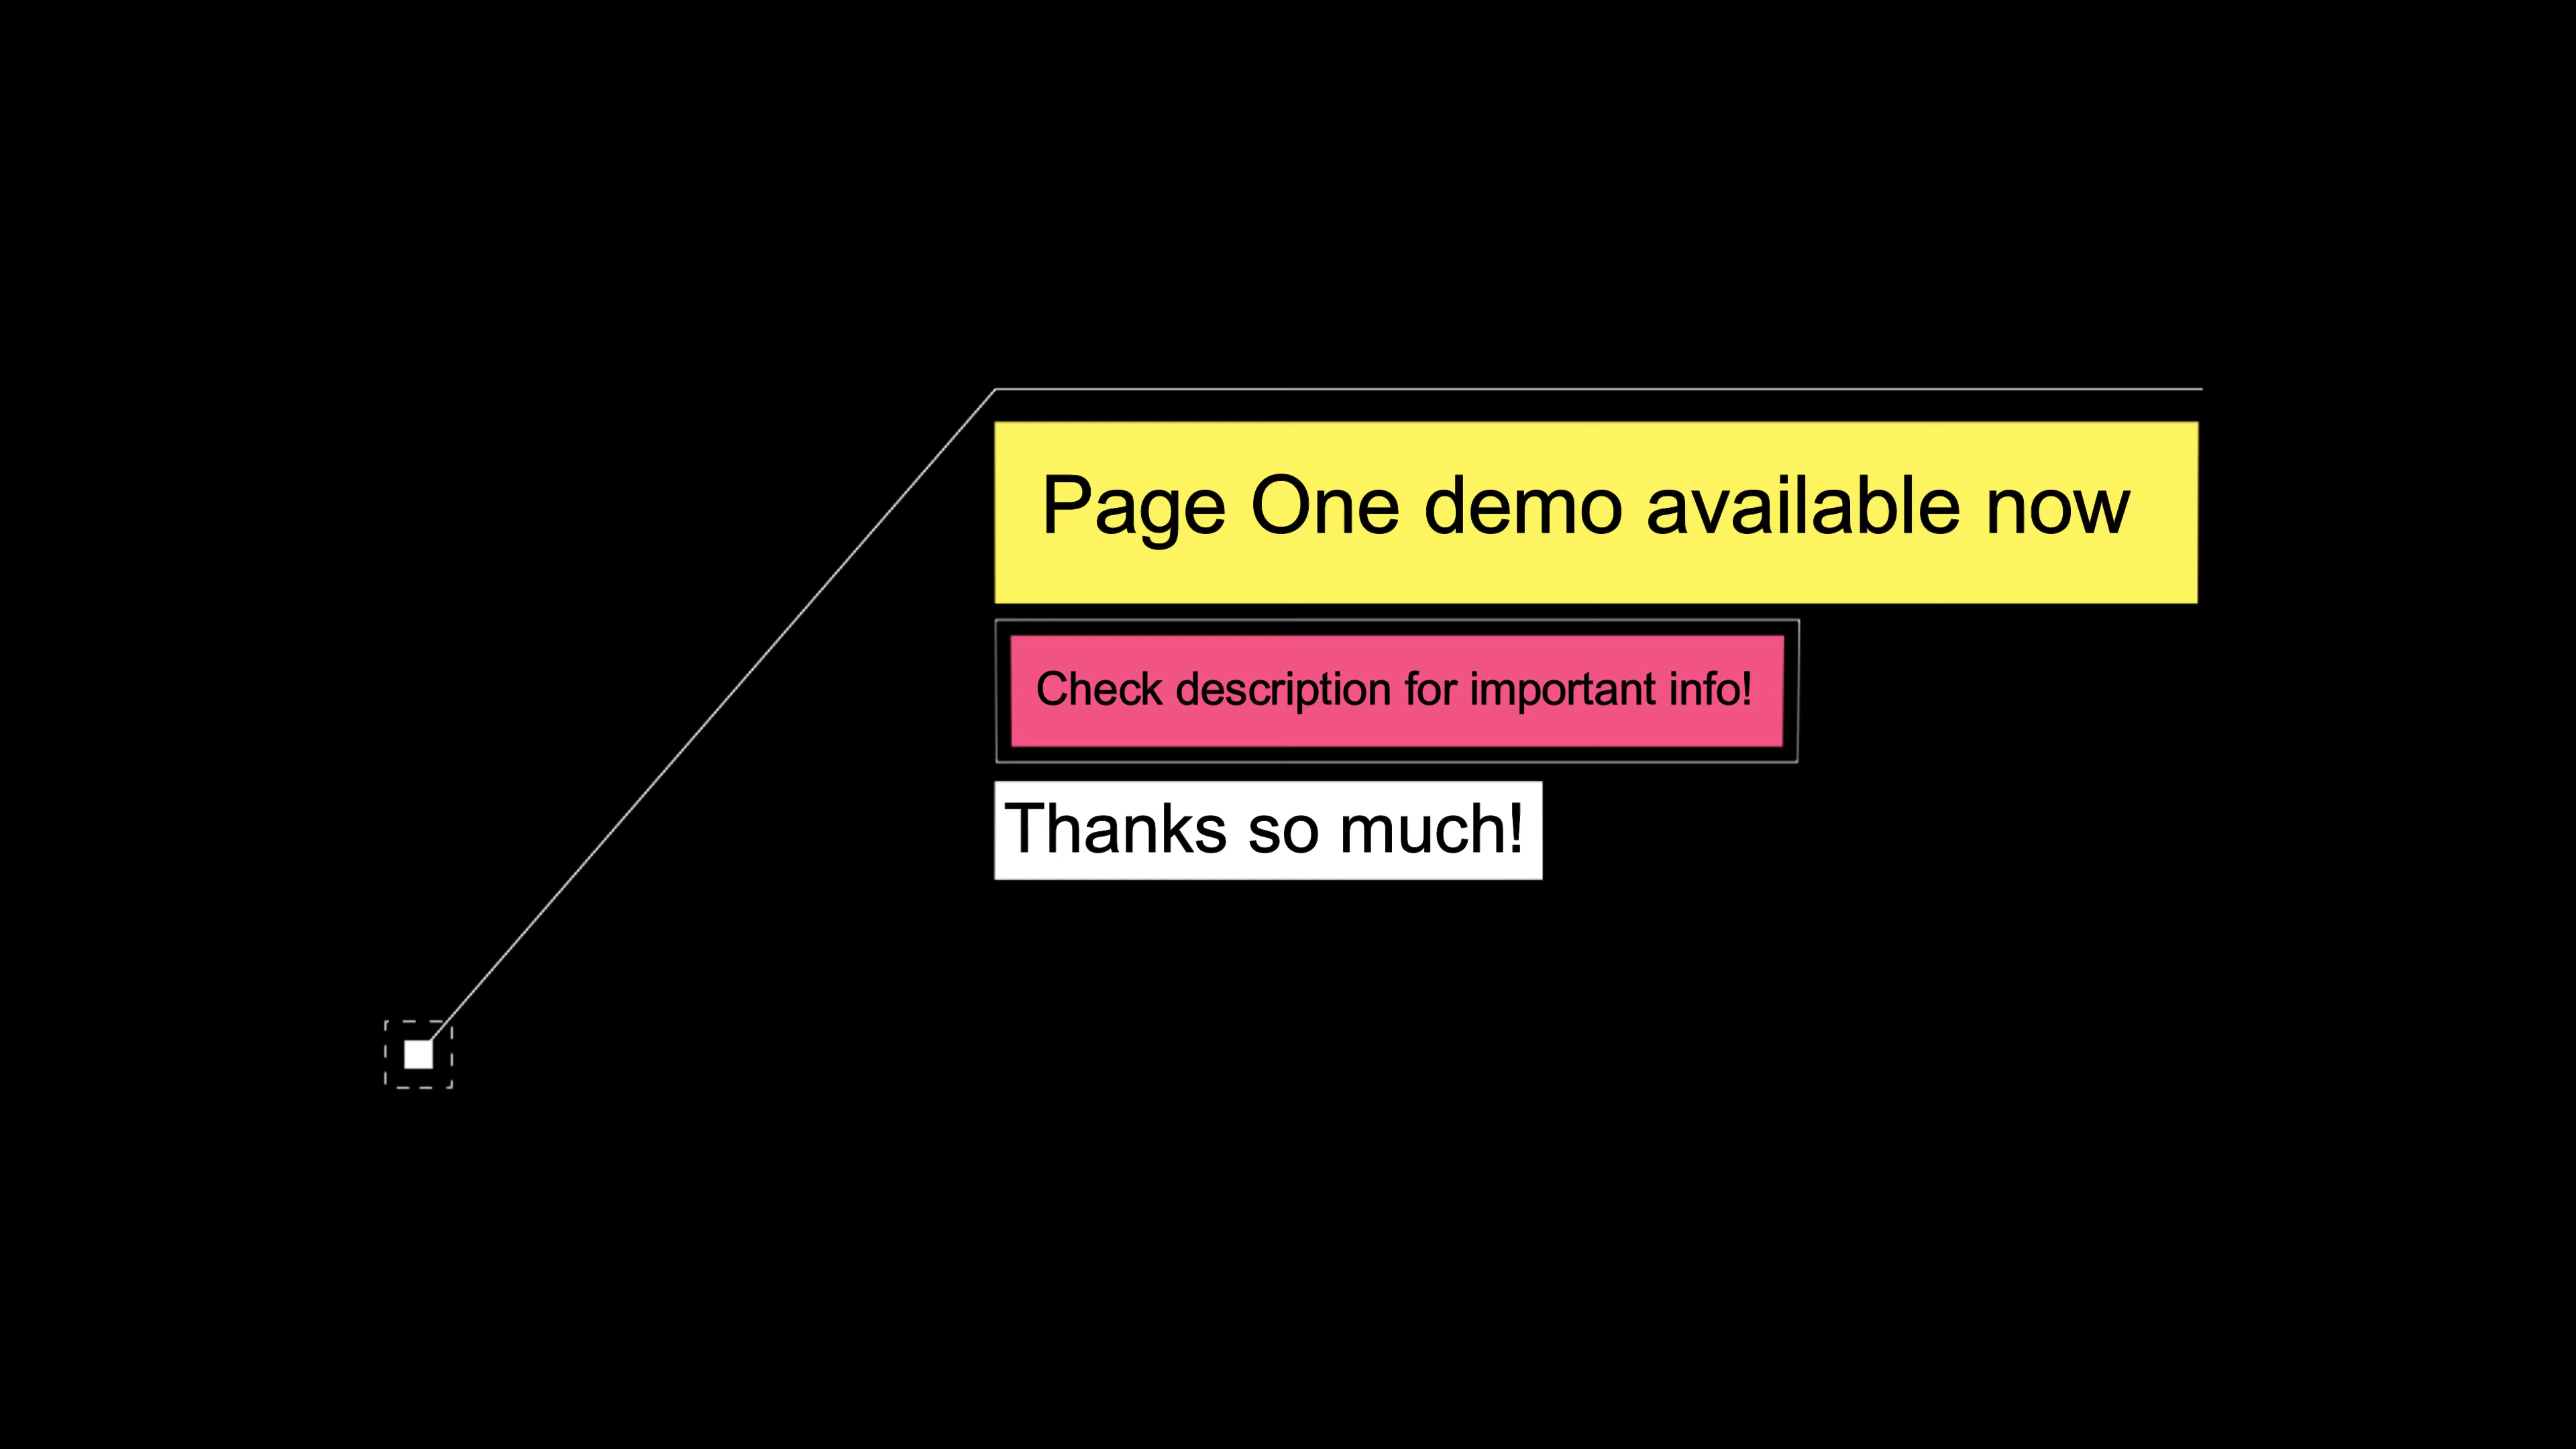 Page One demo available now
Check description for important info!
Thanks so much!